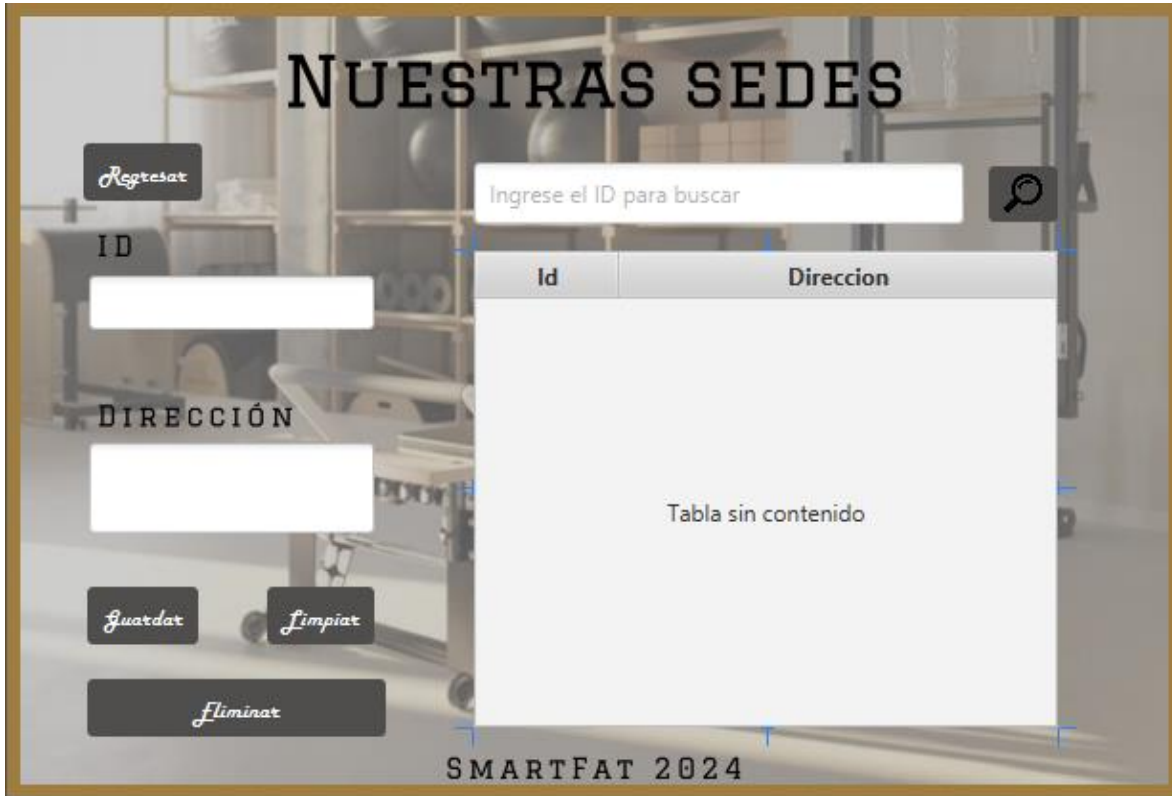 Nuestras sedes
Regresar
Ingrese el ID para buscar
ID
Id Direccion
Dirección
Tabla sin contenido
Guardar Limpiar
Eliminar
SmartFat 2024